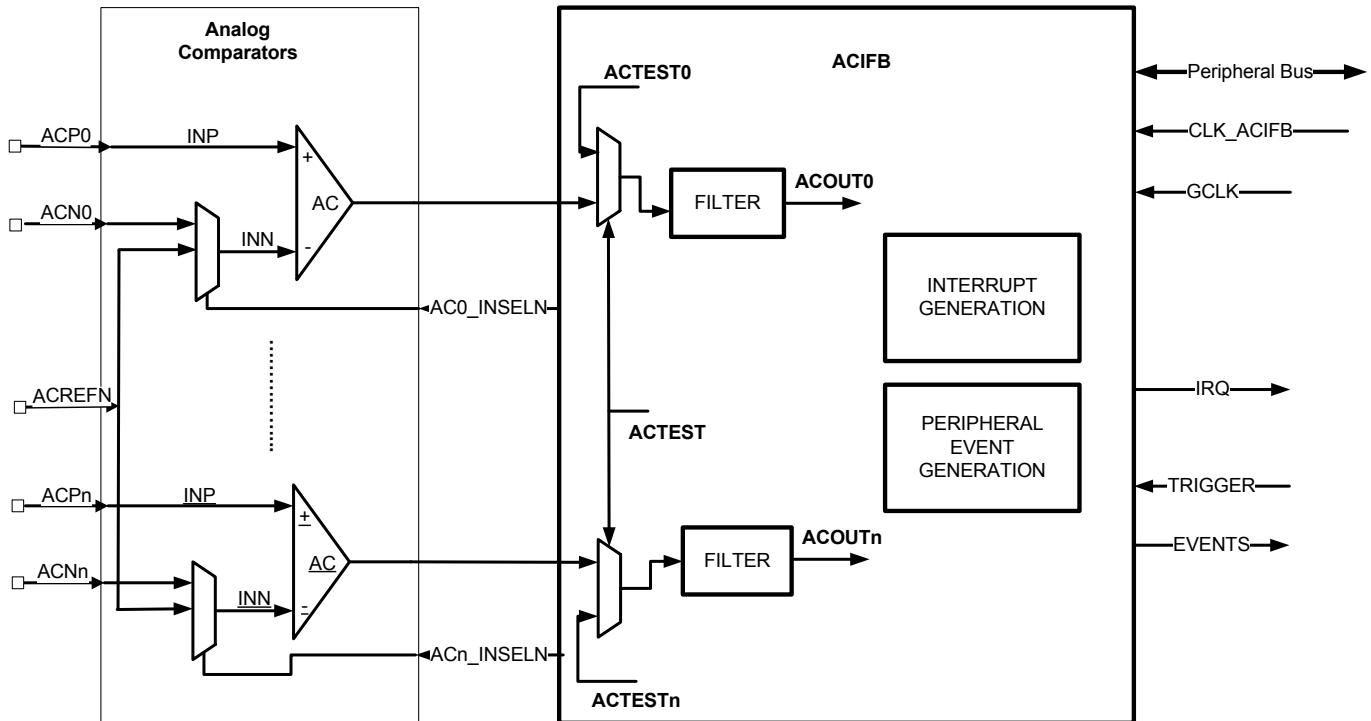 Analog
Comparators
ACIFB
ACTEST0
Peripheral Bus
ACP0
INP
CLK_ACIFB
+
AC
ACN0
GCLK
FILTER
ACOUT0
INN
-
INTERRUPT
GENERATION
AC0_INSELN
ACREFN
IRQ
ACTEST
PERIPHERAL
EVENT
GENERATION
ACPn
INP
TRIGGER
+
ACOUTn
EVENTS
AC
FILTER
ACNn
INN
-
ACn_INSELN
ACTESTn